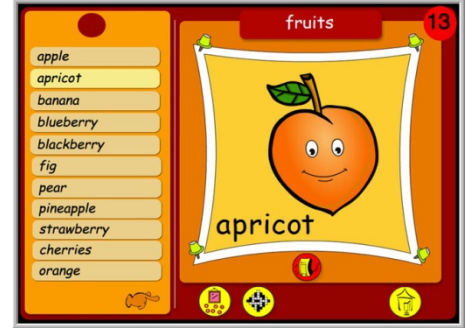 fruits
13
apple
apricot
banana
blueberry
blackberry
fig
pear
pineapple
strawberry
cherries
orange
apricot